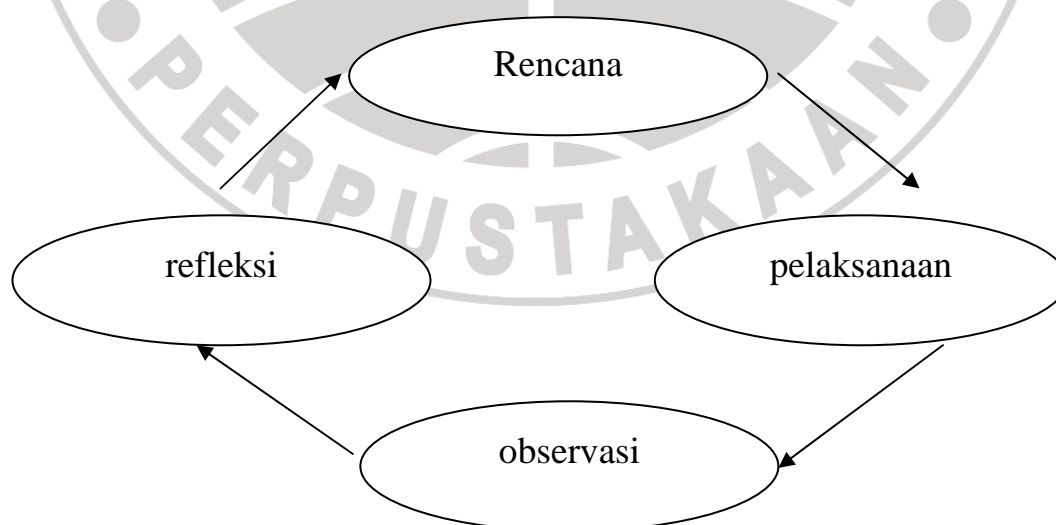 Rencana
refleksi
pelaksanaan
observasi
PERPUSTAKAAN